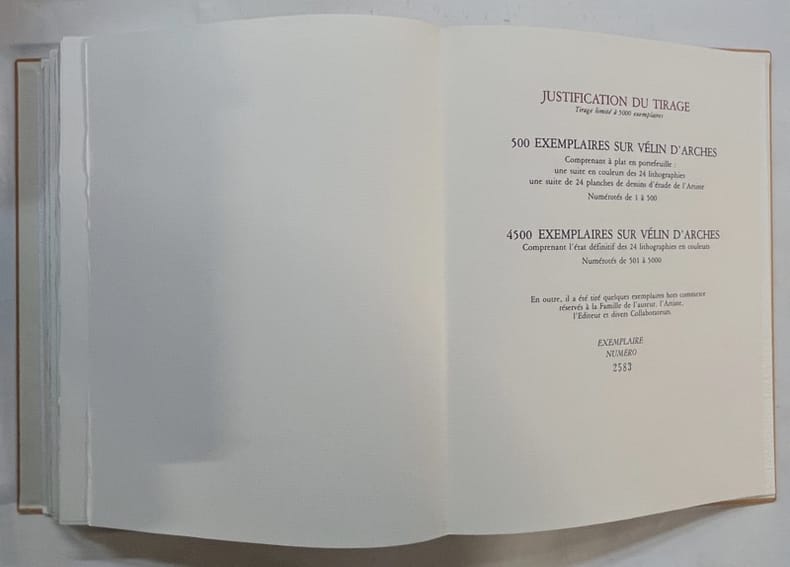 JUSTIFICATION DU TIRAGE
Tirage limité à 5000 exemplaires
500 EXEMPLAIRES SUR VÉLIN D'ARCHES
Comprenant à plat en portefeuille :
une suite en couleurs des 24 lithographies
une suite de 24 planches de dessins d'étude de l'Artiste
Numérotés de 1 à 500
4500 EXEMPLAIRES SUR VÉLIN D'ARCHES
Comprenant l'état définitif des 24 lithographies en couleurs
Numérotés de 501 à 5000
En outre, il a été tiré quelques exemplaires hors commerce
réservés à la Famille de l'auteur, l'Artiste,
l'Editeur et divers Collaborateurs.
EXEMPLAIRE
NUMÉRO
2583